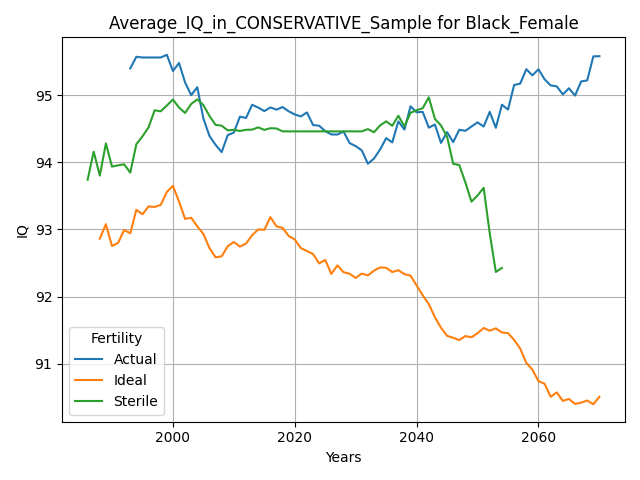 Average_IQ_in_CONSERVATIVE_Sample for Black_Female
IQ
95
94
93
92
91
Fertility
Actual
Ideal
Sterile
2000
2020
2040
2060
Years